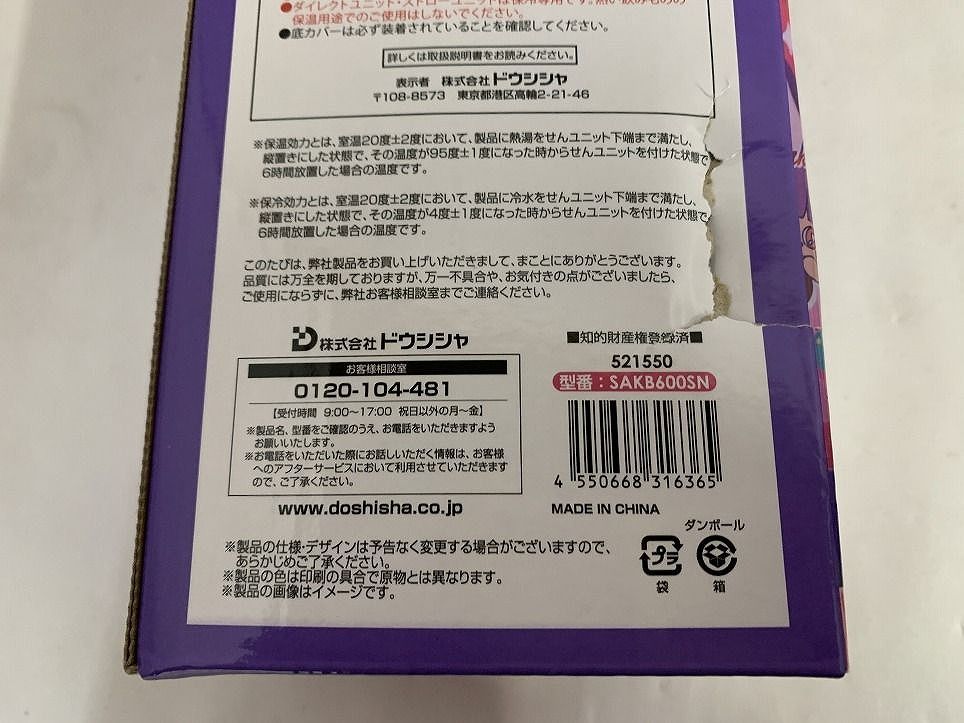 ●ダイレクトユニット・ストローユニットは保冷専用です。熱い飲みものの
保温用途でのご使用はしないでください。
●底カバーは必ず装着されていることを確認してください。
詳しくは取扱説明書をお読みください。
表示者 株式会社ドウシシャ
〒108-8573 東京都港区高輪2-21-46
※保温効力とは、室温20度±2度において、製品に熱湯をせんユニット下端まで満たし、
縦置きにした状態で、その温度が95度±1度になった時からせんユニットを付けた状態で
6時間放置した場合の温度です。
※保冷効力とは、室温20度±2度において、製品に冷水をせんユニット下端まで満たし、
縦置きにした状態で、その温度が4度±1度になった時からせんユニットを付けた状態で
6時間放置した場合の温度です。
このたびは、弊社製品をお買い上げいただきまして、まことにありがとうございます。
品質には万全を期しておりますが、万一不具合や、お気付きの点がございましたら、
ご使用にならずに、弊社お客様相談室までご連絡ください。
株式会社ドウシシャ
お客様相談室
0120-104-481
【受付時間 9:00〜17:00 祝日以外の月〜金】
※製品名、型番をご確認のうえ、お電話をいただきますよう
お願いいたします。
※お電話をいただいた際にお話しいただく情報は、お客様
へのアフターサービスにおいて利用させていただきます
ので、ご了承ください。
www.doshisha.co.jp
■知的財産権登録済■
521550
型番：SAKB600SN
4 550668 316365
MADE IN CHINA
ダンボール
プラ
袋
箱
※製品の仕様・デザインは予告なく変更する場合がございますので、
あらかじめご了承ください。
※製品の色は印刷の具合で原物とは異なります。
※製品の画像はイメージです。